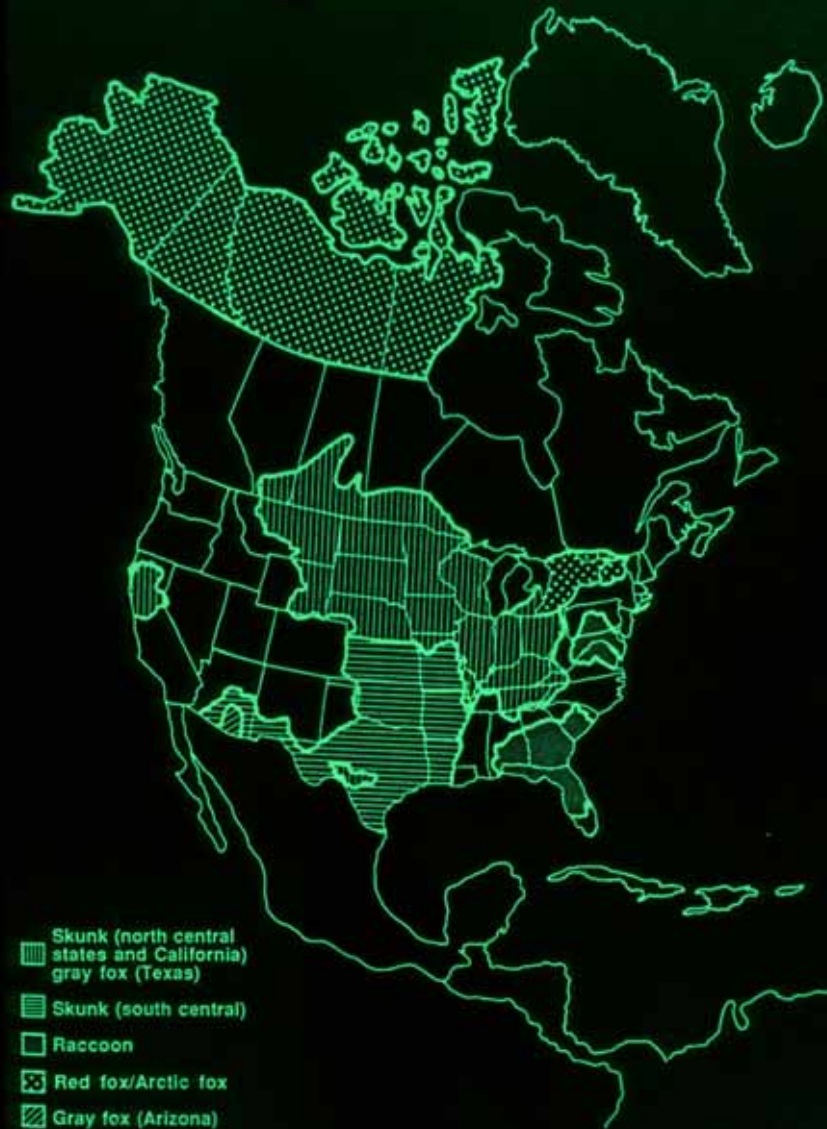 Skunk (north central
states and California)
gray fox (Texas)
Skunk (south central)
Raccoon
Red fox/Arctic fox
Gray fox (Arizona)